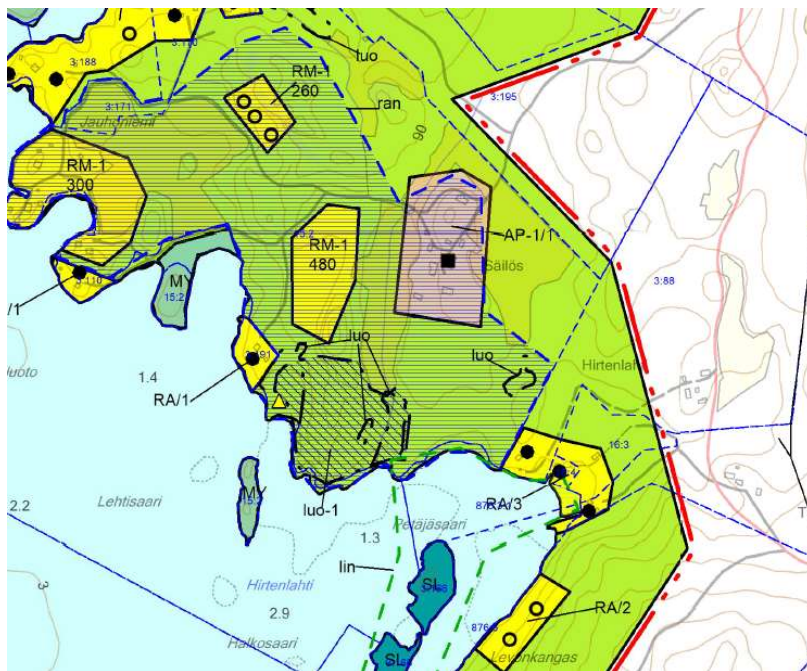 luo
3:188
RM-1
260
3:195
3:171
ran
Jauhoniemi
90
RM-1
300
AP-1/1
RM-1
480
Säilös
3:88
MY
15:2
/1
luo
luo
Hirtenlahti
1.4
RA/1
16:3
MY
Lehtisaari
RA/3
2.2
luo-1
Petäjäsaari
1.3
lin
SL
Hirtenlahti
3
2.9
RA/2
Halkosaari
SL
Levonkangas